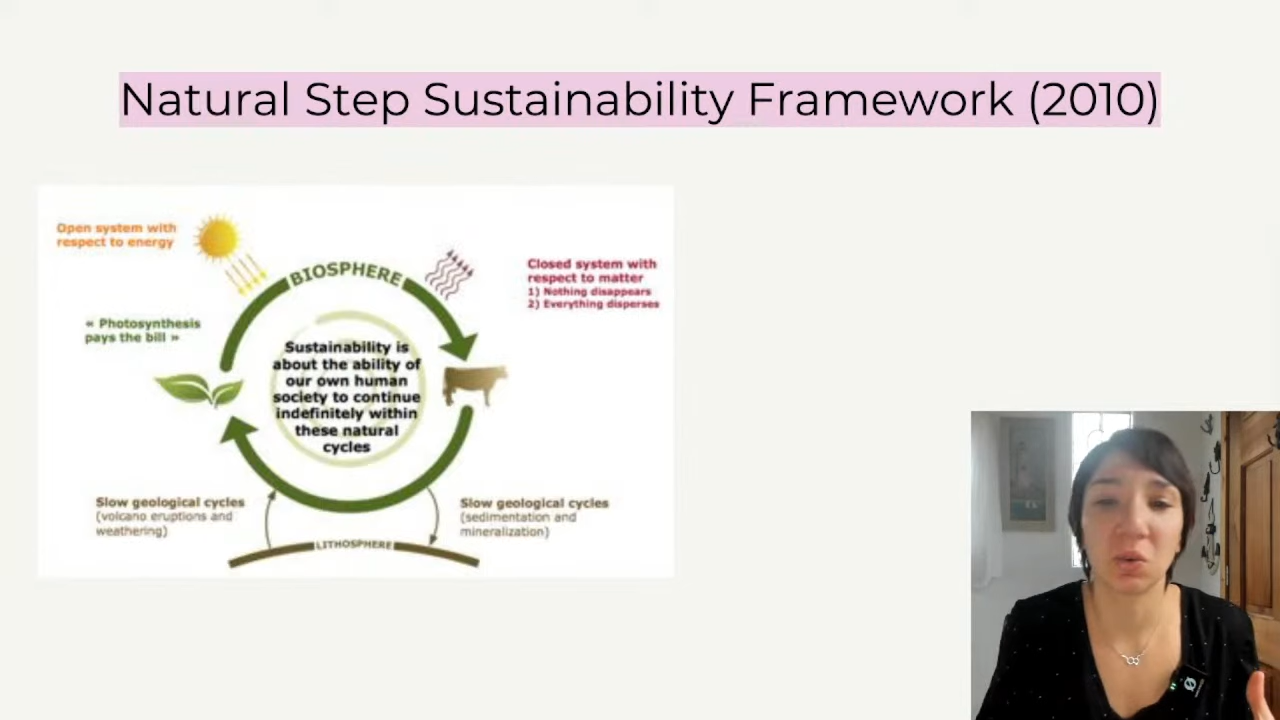 Natural Step Sustainability Framework (2010)
Open system with
respect to energy
BIOSPHERE
Closed system with
respect to matter
1) Nothing disappears
2) Everything disperses
« Photosynthesis
pays the bill »
Sustainability is
about the ability of
our own human
society to continue
indefinitely within
these natural
cycles
Slow geological cycles
(volcano eruptions and
weathering)
Slow geological cycles
(sedimentation and
mineralization)
LITHOSPHERE